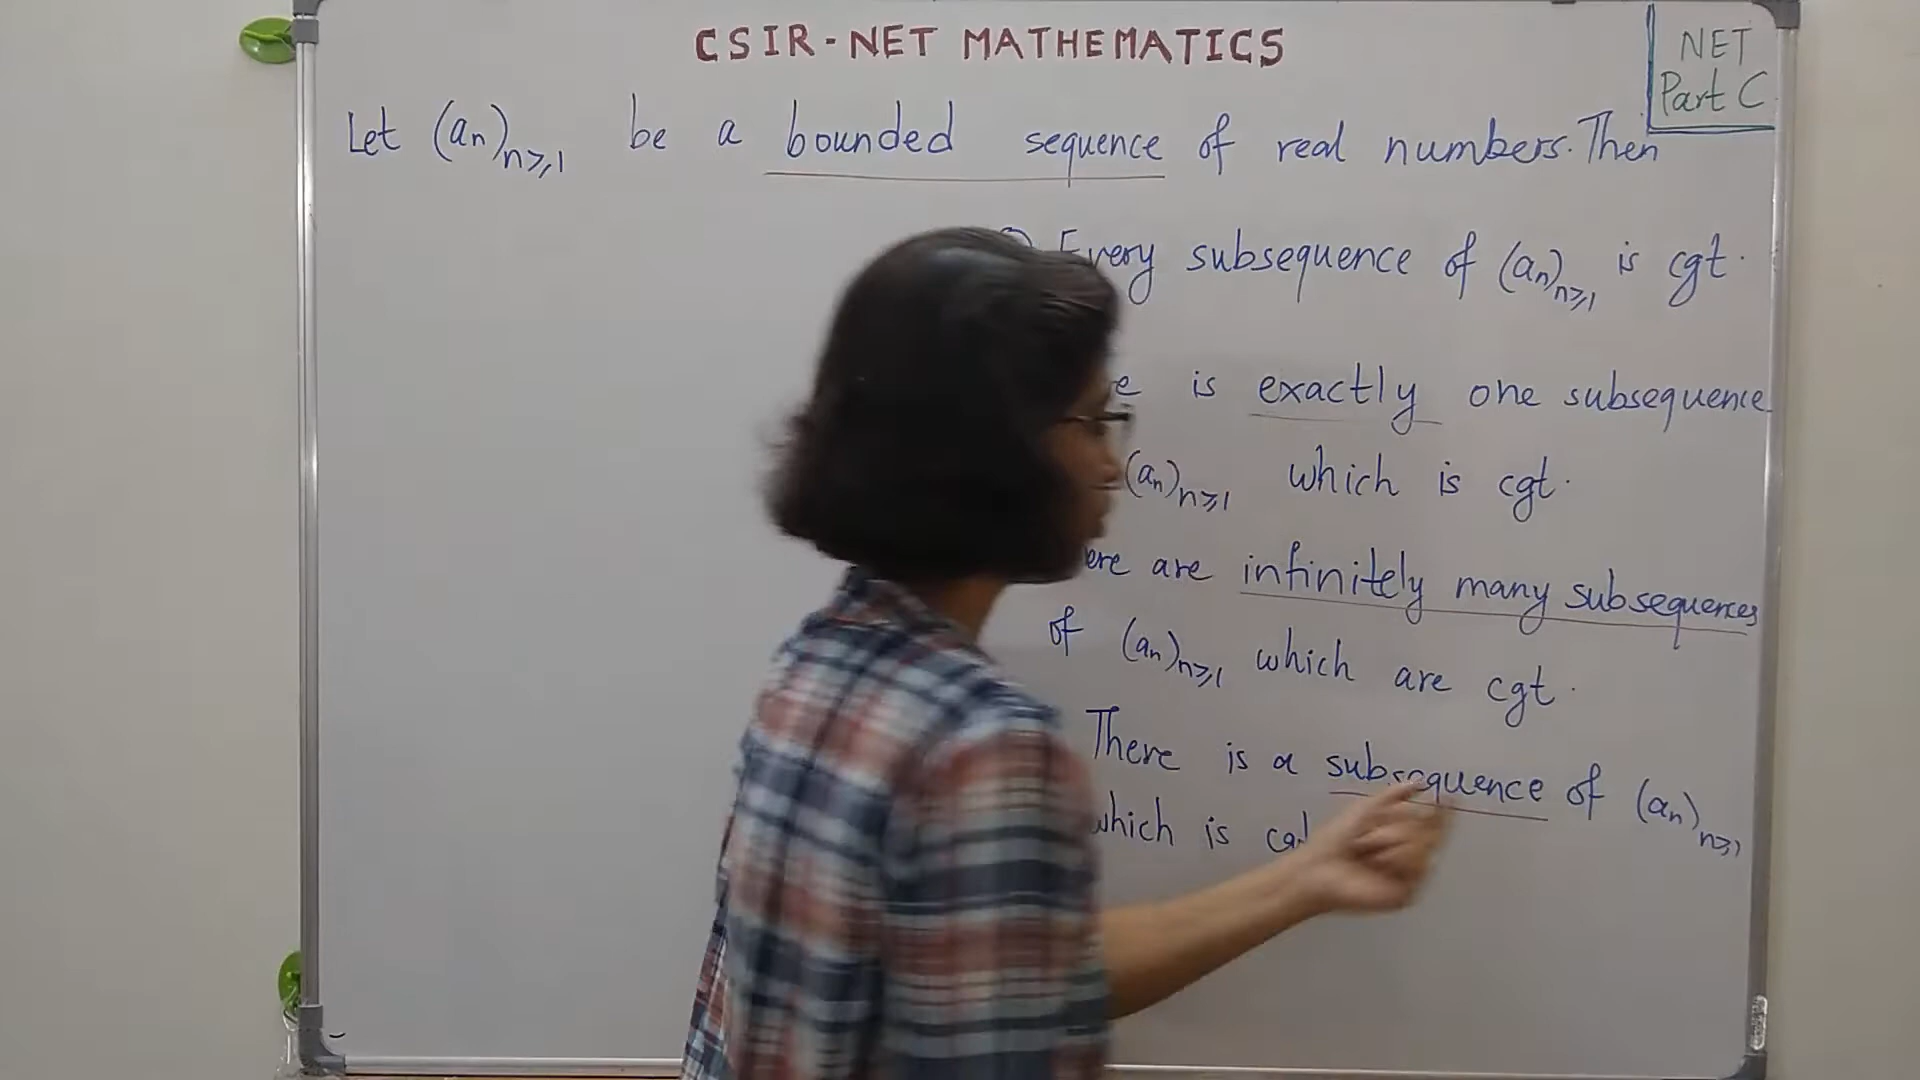 CSIR-NET MATHEMATICS
NET
Part C
Let (an)n≥1 be a bounded sequence of real numbers. Then
Every subsequence of (an)n≥1 is cgt.
is exactly one subsequence
(an)n≥1 which is cgt.
are infinitely many subsequences
of (an)n≥1 which are cgt.
There is a subsequence of (an)n≥1
which is